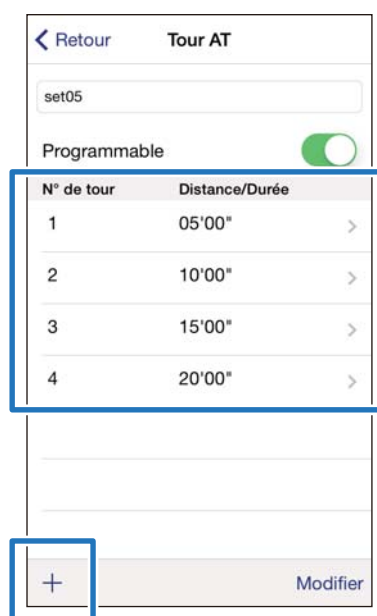 Retour Tour AT
set05
Programmable
N° de tour Distance/Durée
1 05'00"
2 10'00"
3 15'00"
4 20'00"
+ Modifier